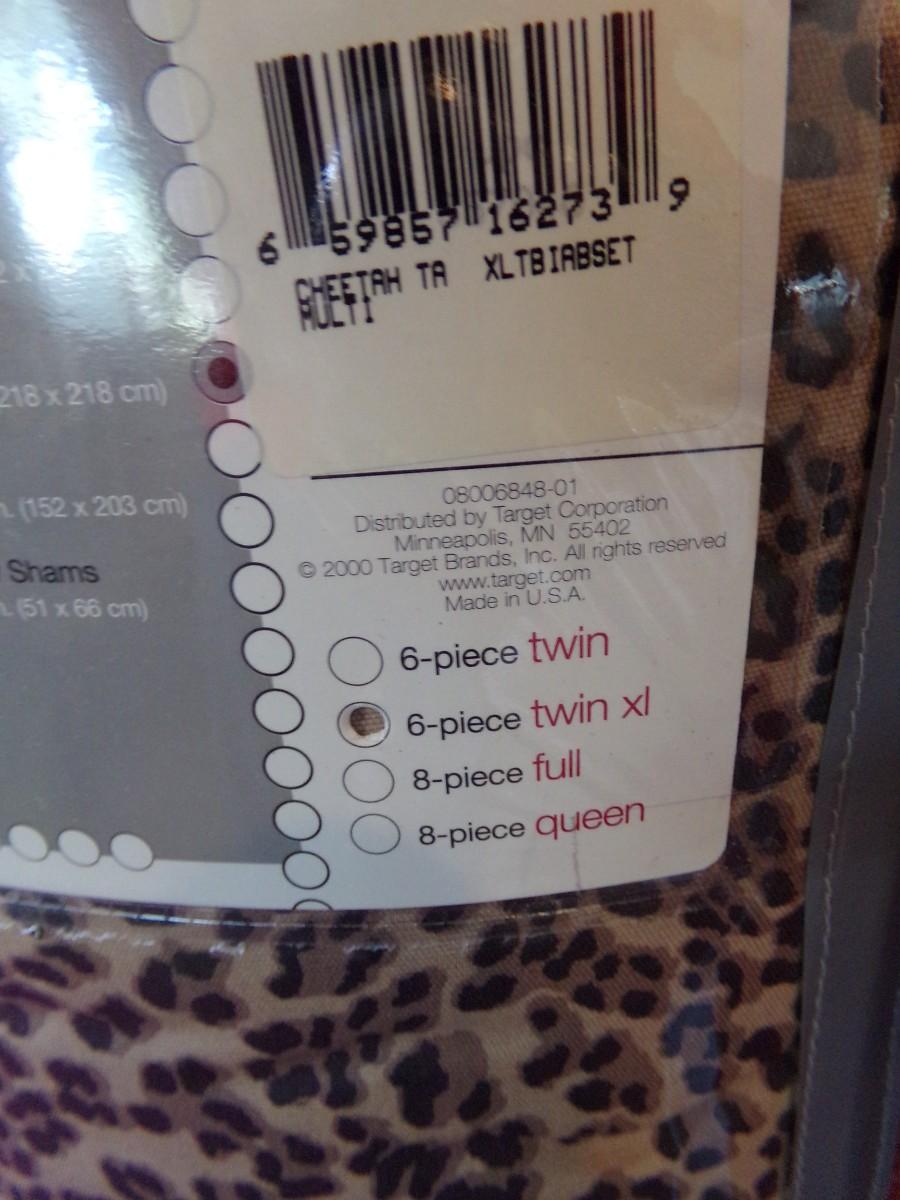 6 59857 16273 9
CHEETAH TA XLTBIABSET
MULTI
218 x 218 cm)
(152 x 203 cm)
Shams
(51 x 66 cm)
08006848-01
Distributed by Target Corporation
Minneapolis, MN 55402
© 2000 Target Brands, Inc. All rights reserved
www.target.com
Made in U.S.A.
6-piece twin
6-piece twin xl
8-piece full
8-piece queen